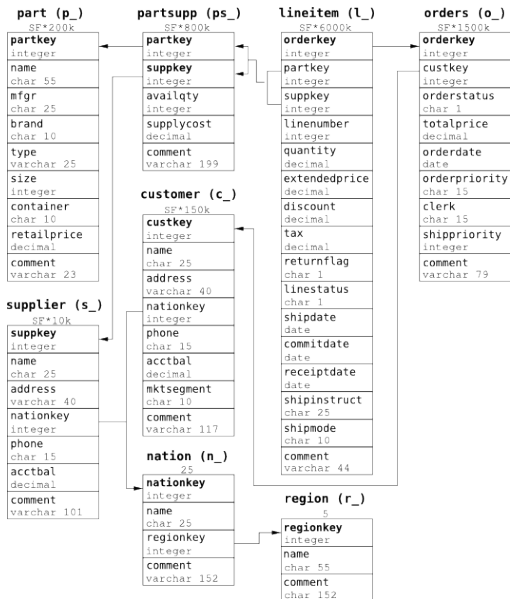 part (p_)
SF*200k
partkey
integer
name
char 55
mfgr
char 25
brand
char 10
type
varchar 25
size
integer
container
char 10
retailprice
decimal
comment
varchar 23
partsupp (ps_)
SF*800k
partkey
integer
suppkey
integer
availqty
integer
supplycost
decimal
comment
varchar 199
lineitem (l_)
SF*6000k
orderkey
integer
partkey
integer
suppkey
integer
linenumber
integer
quantity
decimal
extendedprice
decimal
discount
decimal
tax
decimal
returnflag
char 1
linestatus
char 1
shipdate
date
commitdate
date
receiptdate
date
shipinstruct
char 25
shipmode
char 10
comment
varchar 44
orders (o_)
SF*1500k
orderkey
integer
custkey
integer
orderstatus
char 1
totalprice
decimal
orderdate
date
orderpriority
char 15
clerk
char 15
shippriority
integer
comment
varchar 79
customer (c_)
SF*150k
custkey
integer
name
char 25
address
varchar 40
nationkey
integer
phone
char 15
acctbal
decimal
mktsegment
char 10
comment
varchar 117
supplier (s_)
SF*10k
suppkey
integer
name
char 25
address
varchar 40
nationkey
integer
phone
char 15
acctbal
decimal
comment
varchar 101
nation (n_)
25
nationkey
integer
name
char 25
regionkey
integer
comment
varchar 152
region (r_)
5
regionkey
integer
name
char 55
comment
char 152